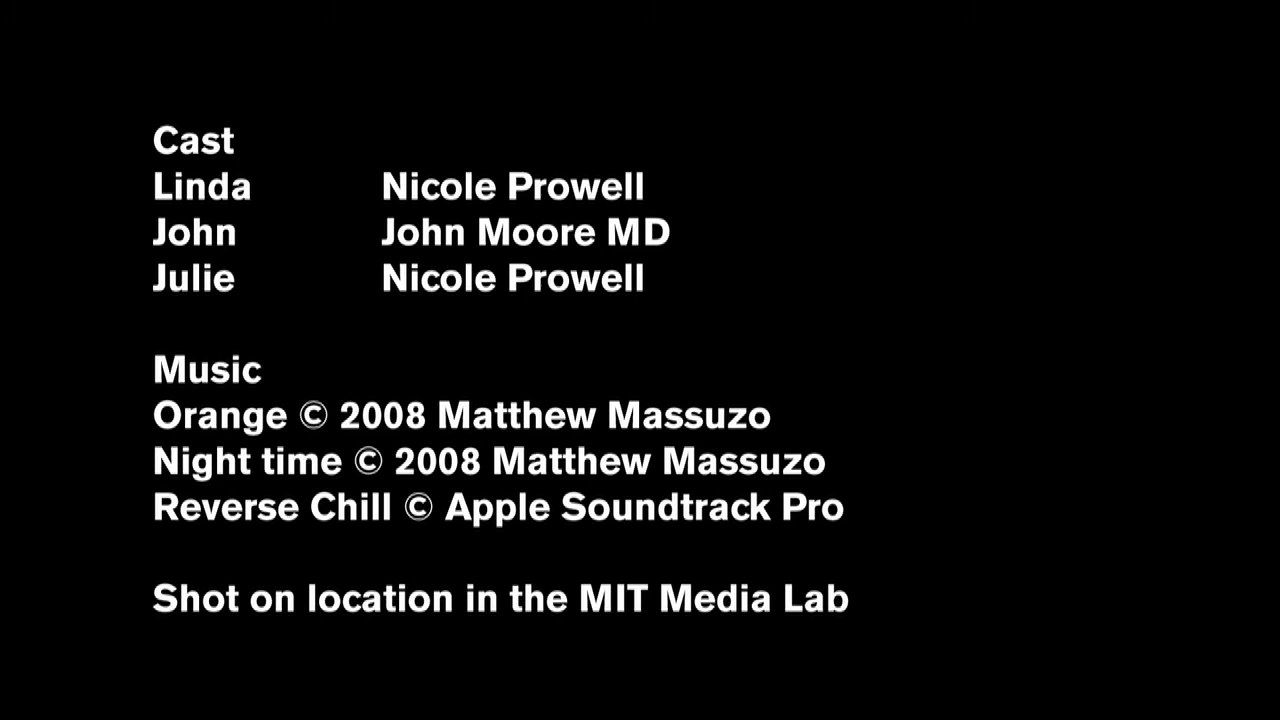 Cast
Linda Nicole Prowell
John John Moore MD
Julie Nicole Prowell
Music
Orange © 2008 Matthew Massuzo
Night time © 2008 Matthew Massuzo
Reverse Chill © Apple Soundtrack Pro
Shot on location in the MIT Media Lab